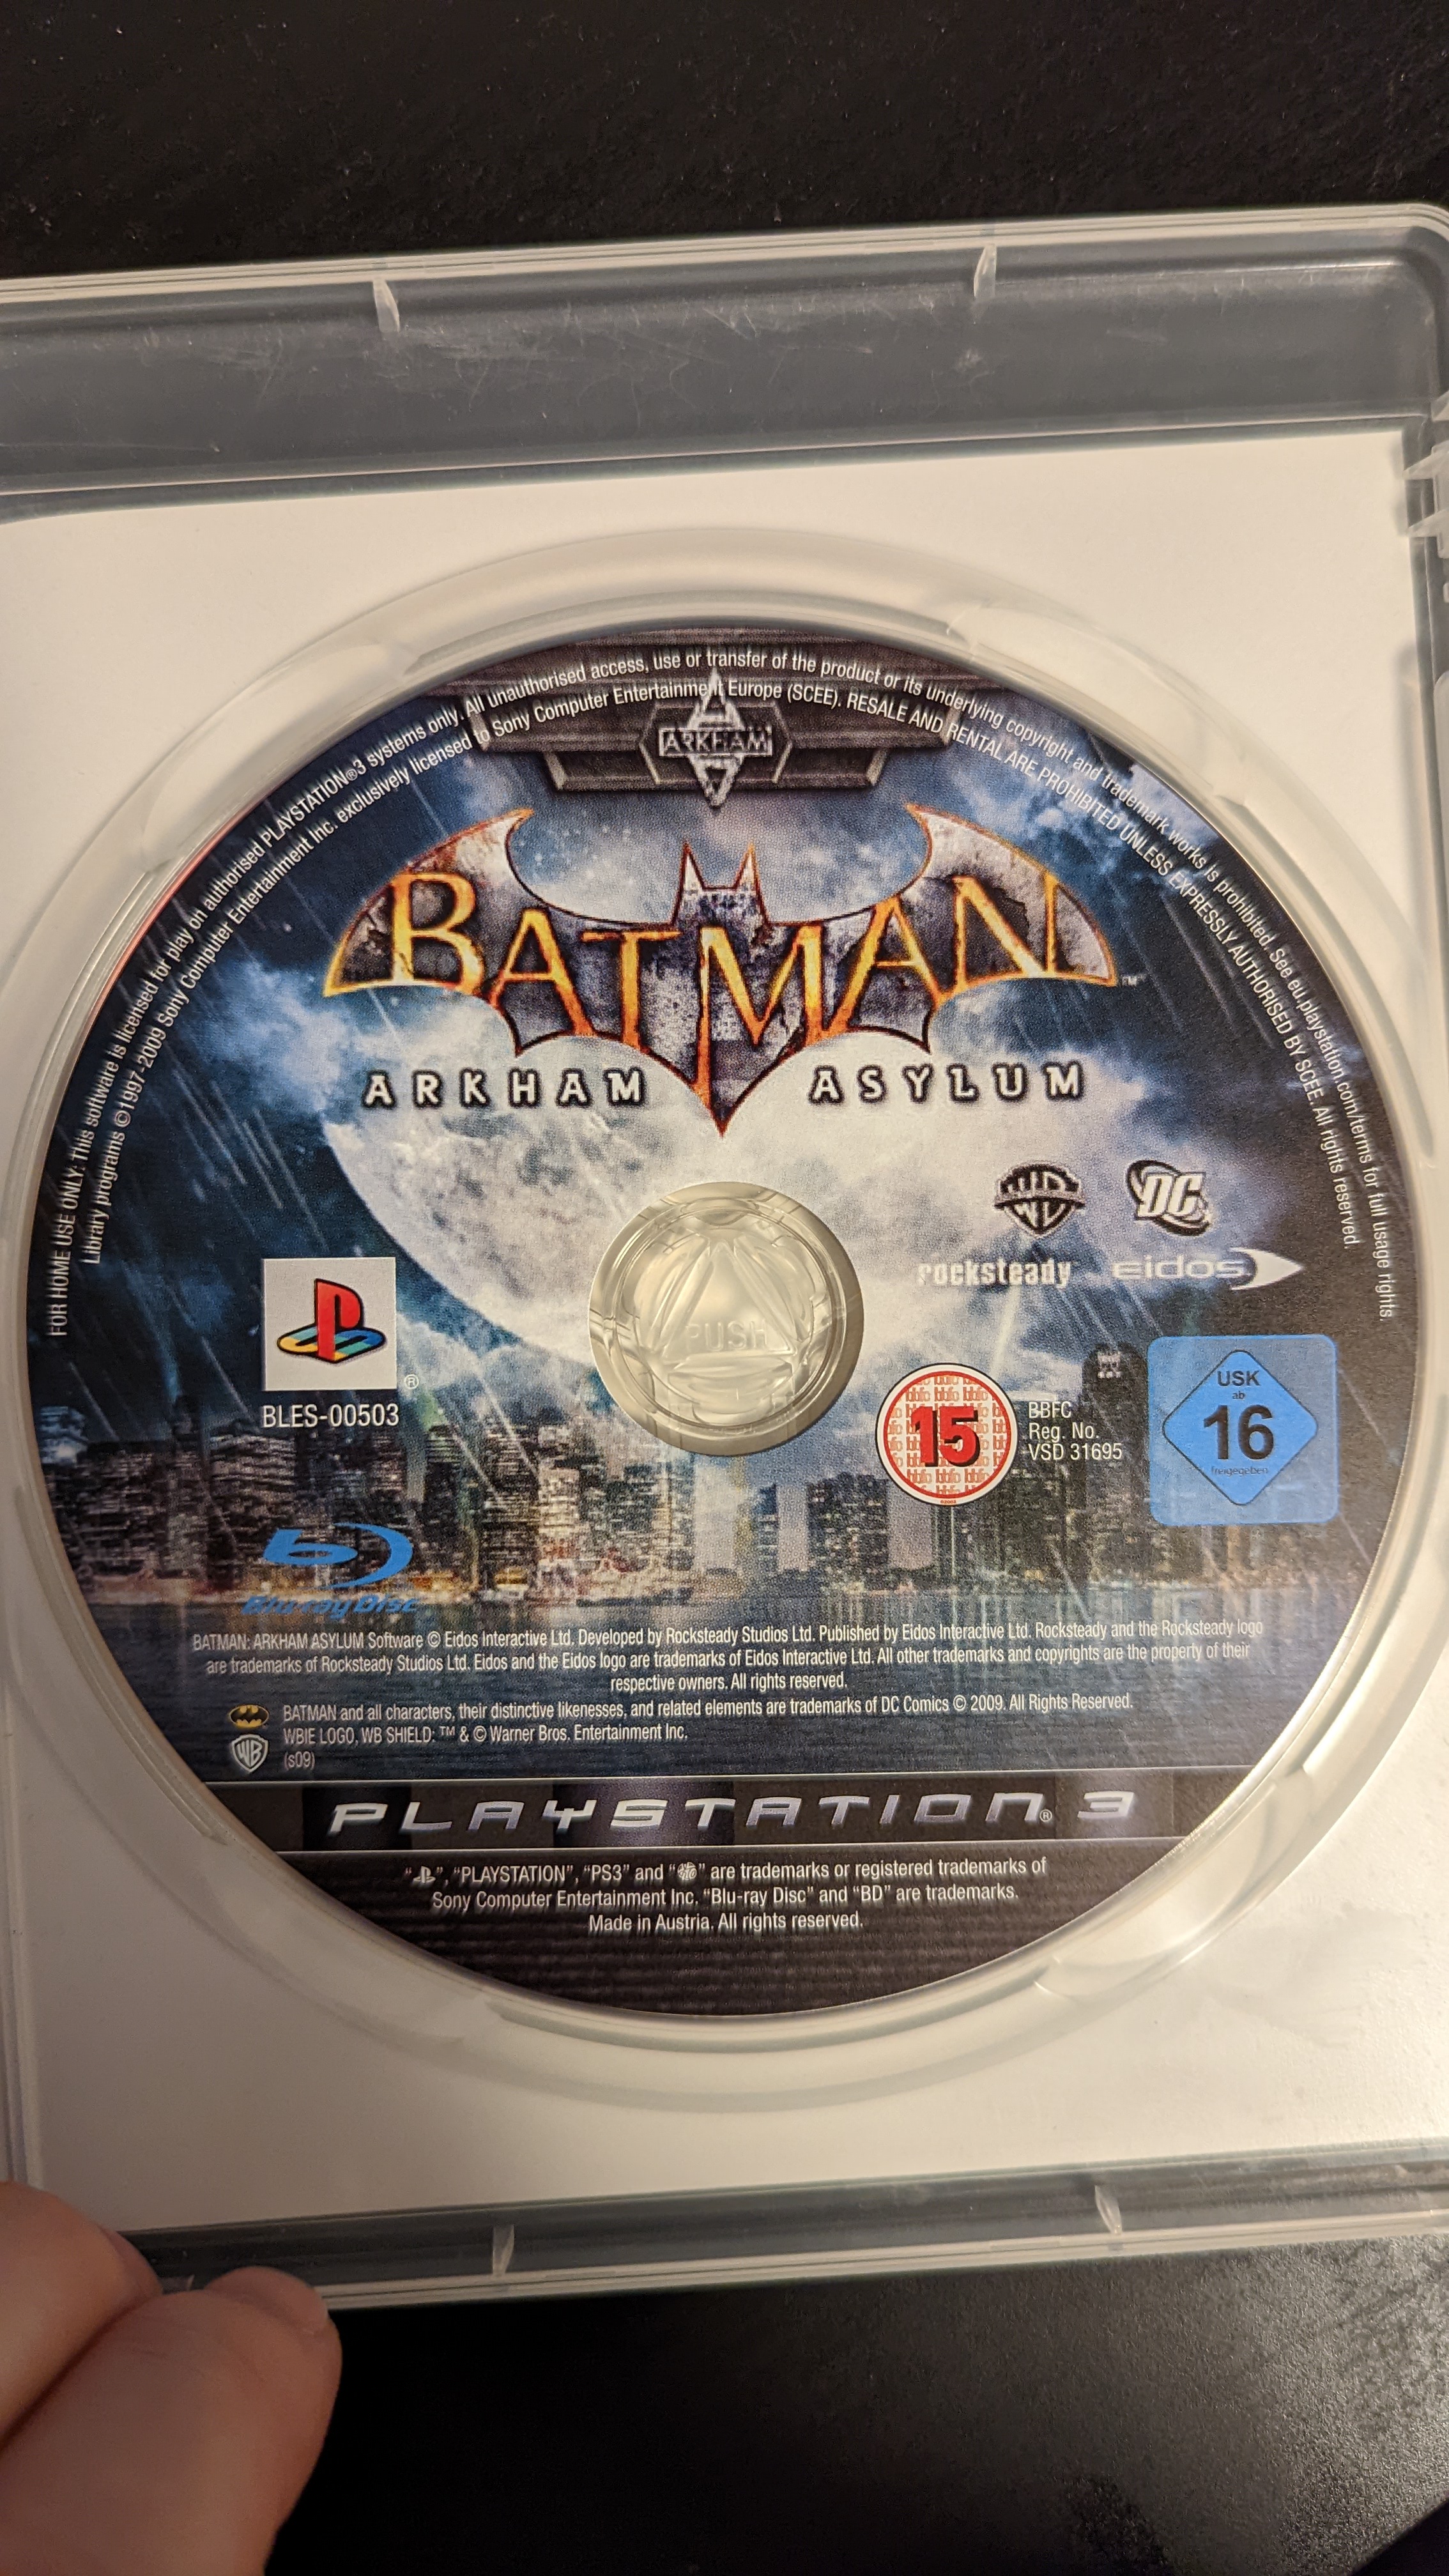 FOR HOME USE ONLY: This software is licensed for play on authorised PLAYSTATION®3 systems only. All unauthorised access, use or transfer of the product or its underlying copyright and trademark works is prohibited. See eu.playstation.com/terms for full usage rights.
Library programs ©1997-2009 Sony Computer Entertainment Inc. exclusively licensed to Sony Computer Entertainment Europe (SCEE). RESALE AND RENTAL ARE PROHIBITED UNLESS EXPRESSLY AUTHORISED BY SCEE. All rights reserved.
ARKHAM
BATMAN™
ARKHAM ASYLUM
DC
rocksteady eidos
PUSH
®
BLES-00503
15
BBFC
Reg. No.
VSD 31695
USK
ab
16
freigegeben
Blu-ray Disc
BATMAN: ARKHAM ASYLUM Software © Eidos Interactive Ltd. Developed by Rocksteady Studios Ltd. Published by Eidos Interactive Ltd. Rocksteady and the Rocksteady logo
are trademarks of Rocksteady Studios Ltd. Eidos and the Eidos logo are trademarks of Eidos Interactive Ltd. All other trademarks and copyrights are the property of their
respective owners. All rights reserved.
BATMAN and all characters, their distinctive likenesses, and related elements are trademarks of DC Comics © 2009. All Rights Reserved.
WBIE LOGO, WB SHIELD: ™ & © Warner Bros. Entertainment Inc.
WB
(s09)
PLAYSTATION® 3
" ", "PLAYSTATION", "PS3" and " " are trademarks or registered trademarks of
Sony Computer Entertainment Inc. "Blu-ray Disc" and "BD" are trademarks.
Made in Austria. All rights reserved.